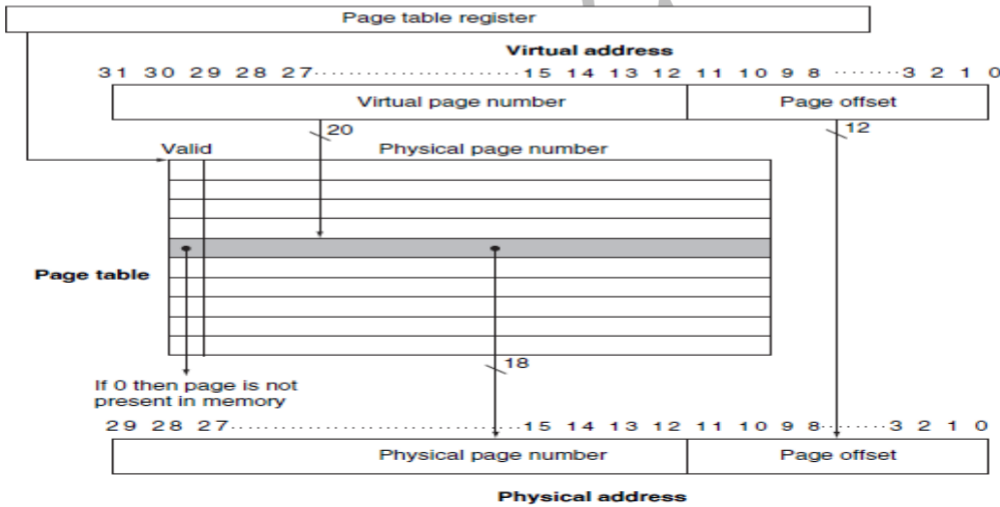 Page table register
Virtual address
31 30 29 28 27......................15 14 13 12 11 10 9 8 ........3 2 1 0
Virtual page number Page offset
20 12
Valid Physical page number
Page table
18
If 0 then page is not
present in memory
29 28 27...............................15 14 13 12 11 10 9 8........3 2 1 0
Physical page number Page offset
Physical address